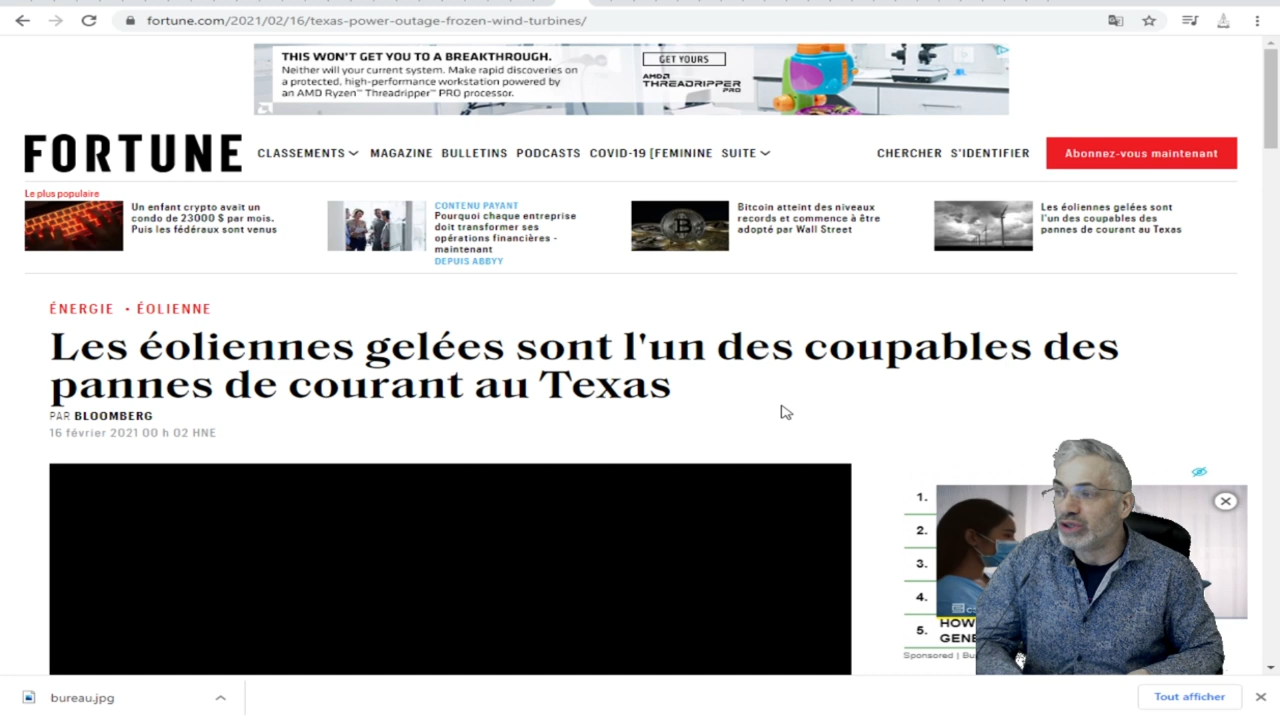 fortune.com/2021/02/16/texas-power-outage-frozen-wind-turbines/
THIS WON'T GET YOU TO A BREAKTHROUGH.
Neither will your current system. Make rapid discoveries on
a protected, high-performance workstation powered by
an AMD Ryzen™ Threadripper™ PRO processor.
GET YOURS
AMD
THREADRIPPER
PRO
FORTUNE
CLASSEMENTS MAGAZINE BULLETINS PODCASTS COVID-19 [FEMININE SUITE
CHERCHER S'IDENTIFIER
Abonnez-vous maintenant
Le plus populaire
Un enfant crypto avait un
condo de 23000 $ par mois.
Puis les fédéraux sont venus
CONTENU PAYANT
Pourquoi chaque entreprise
doit transformer ses
opérations financières -
maintenant
DEPUIS ABBYY
Bitcoin atteint des niveaux
records et commence à être
adopté par Wall Street
Les éoliennes gelées sont
l'un des coupables des
pannes de courant au Texas
ÉNERGIE • ÉOLIENNE
Les éoliennes gelées sont l'un des coupables des
pannes de courant au Texas
PAR BLOOMBERG
16 février 2021 00 h 02 HNE
1.
2.
3.
4.
5.
HOW
GENE
Sponsored |
bureau.jpg
Tout afficher